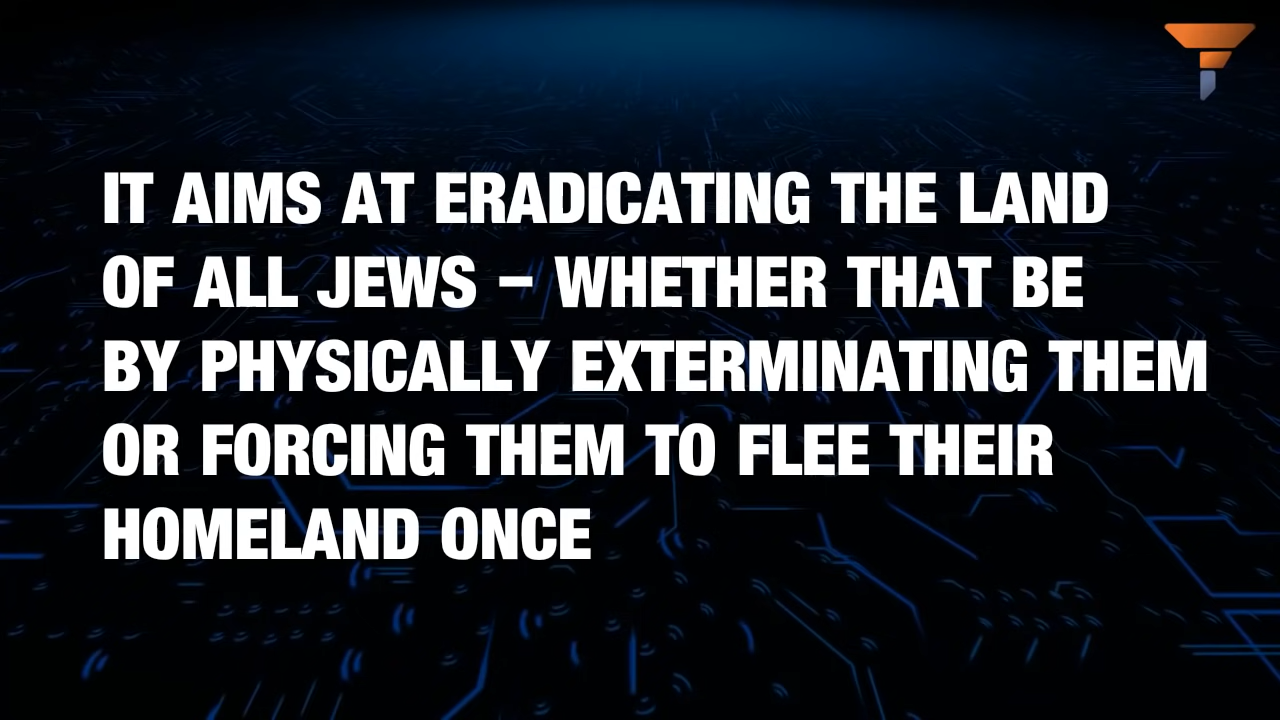 IT AIMS AT ERADICATING THE LAND
OF ALL JEWS – WHETHER THAT BE
BY PHYSICALLY EXTERMINATING THEM
OR FORCING THEM TO FLEE THEIR
HOMELAND ONCE